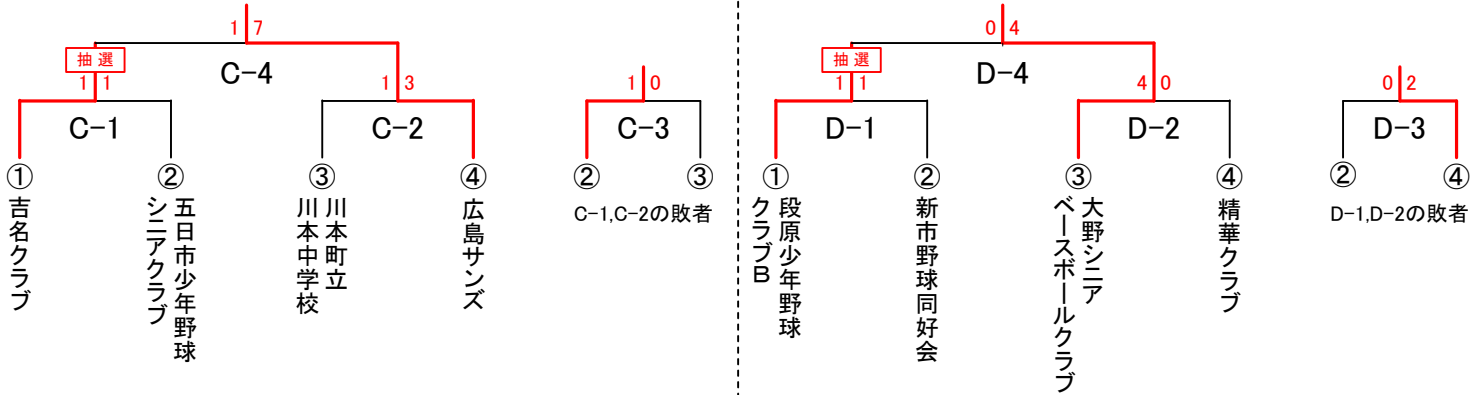 1 7
抽選
C-4
1 1
1 3
1 0
C-1
C-2
C-3
①
②
③
④
②
③
吉名クラブ
五日市少年野球
シニアクラブ
川本町立
川本中学校
広島サンズ
C-1,C-2の敗者
0 4
抽選
D-4
1 1
4 0
0 2
D-1
D-2
D-3
①
②
③
④
②
④
段原少年野球
クラブB
新市野球同好会
大野シニア
ベースボールクラブ
精華クラブ
D-1,D-2の敗者